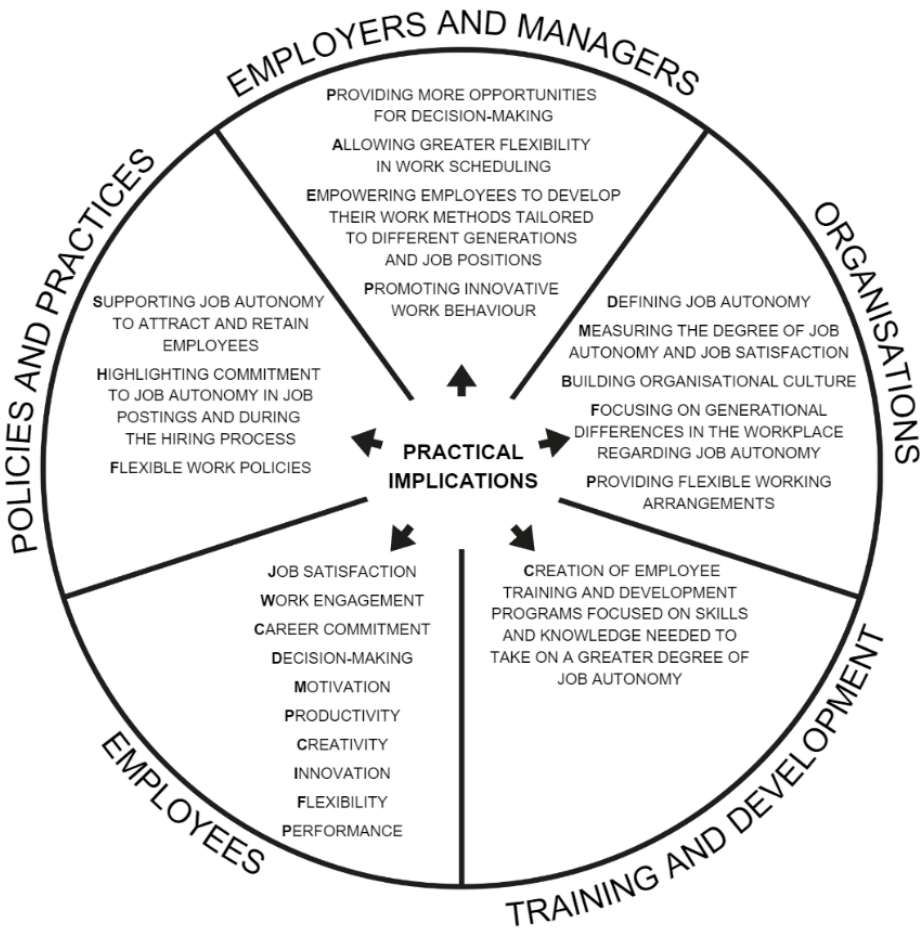 EMPLOYERS AND MANAGERS
PROVIDING MORE OPPORTUNITIES
FOR DECISION-MAKING
ALLOWING GREATER FLEXIBILITY
IN WORK SCHEDULING
EMPOWERING EMPLOYEES TO DEVELOP
THEIR WORK METHODS TAILORED
TO DIFFERENT GENERATIONS
AND JOB POSITIONS
PROMOTING INNOVATIVE
WORK BEHAVIOUR
ORGANISATIONS
DEFINING JOB AUTONOMY
MEASURING THE DEGREE OF JOB
AUTONOMY AND JOB SATISFACTION
BUILDING ORGANISATIONAL CULTURE
FOCUSING ON GENERATIONAL
DIFFERENCES IN THE WORKPLACE
REGARDING JOB AUTONOMY
PROVIDING FLEXIBLE WORKING
ARRANGEMENTS
TRAINING AND DEVELOPMENT
CREATION OF EMPLOYEE
TRAINING AND DEVELOPMENT
PROGRAMS FOCUSED ON SKILLS
AND KNOWLEDGE NEEDED TO
TAKE ON A GREATER DEGREE OF
JOB AUTONOMY
EMPLOYEES
JOB SATISFACTION
WORK ENGAGEMENT
CAREER COMMITMENT
DECISION-MAKING
MOTIVATION
PRODUCTIVITY
CREATIVITY
INNOVATION
FLEXIBILITY
PERFORMANCE
POLICIES AND PRACTICES
SUPPORTING JOB AUTONOMY
TO ATTRACT AND RETAIN
EMPLOYEES
HIGHLIGHTING COMMITMENT
TO JOB AUTONOMY IN JOB
POSTINGS AND DURING
THE HIRING PROCESS
FLEXIBLE WORK POLICIES
PRACTICAL
IMPLICATIONS